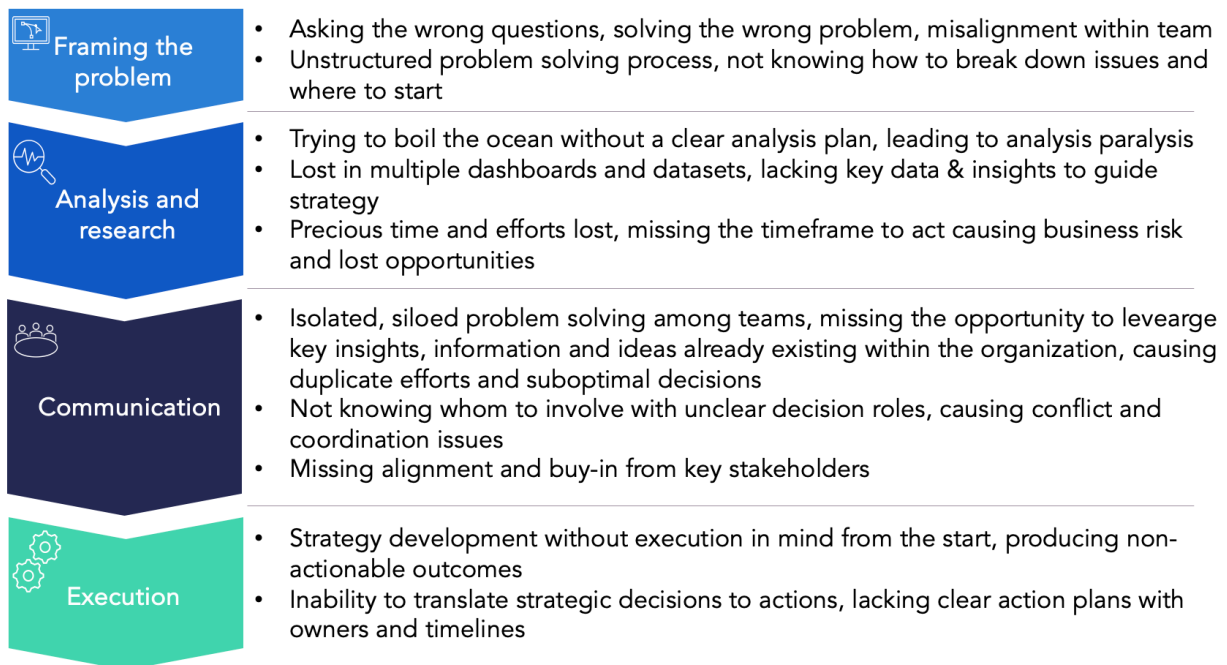 Framing the
problem
• Asking the wrong questions, solving the wrong problem, misalignment within team
• Unstructured problem solving process, not knowing how to break down issues and
where to start
Analysis and
research
• Trying to boil the ocean without a clear analysis plan, leading to analysis paralysis
• Lost in multiple dashboards and datasets, lacking key data & insights to guide
strategy
• Precious time and efforts lost, missing the timeframe to act causing business risk
and lost opportunities
Communication
• Isolated, siloed problem solving among teams, missing the opportunity to levearge
key insights, information and ideas already existing within the organization, causing
duplicate efforts and suboptimal decisions
• Not knowing whom to involve with unclear decision roles, causing conflict and
coordination issues
• Missing alignment and buy-in from key stakeholders
Execution
• Strategy development without execution in mind from the start, producing non-
actionable outcomes
• Inability to translate strategic decisions to actions, lacking clear action plans with
owners and timelines